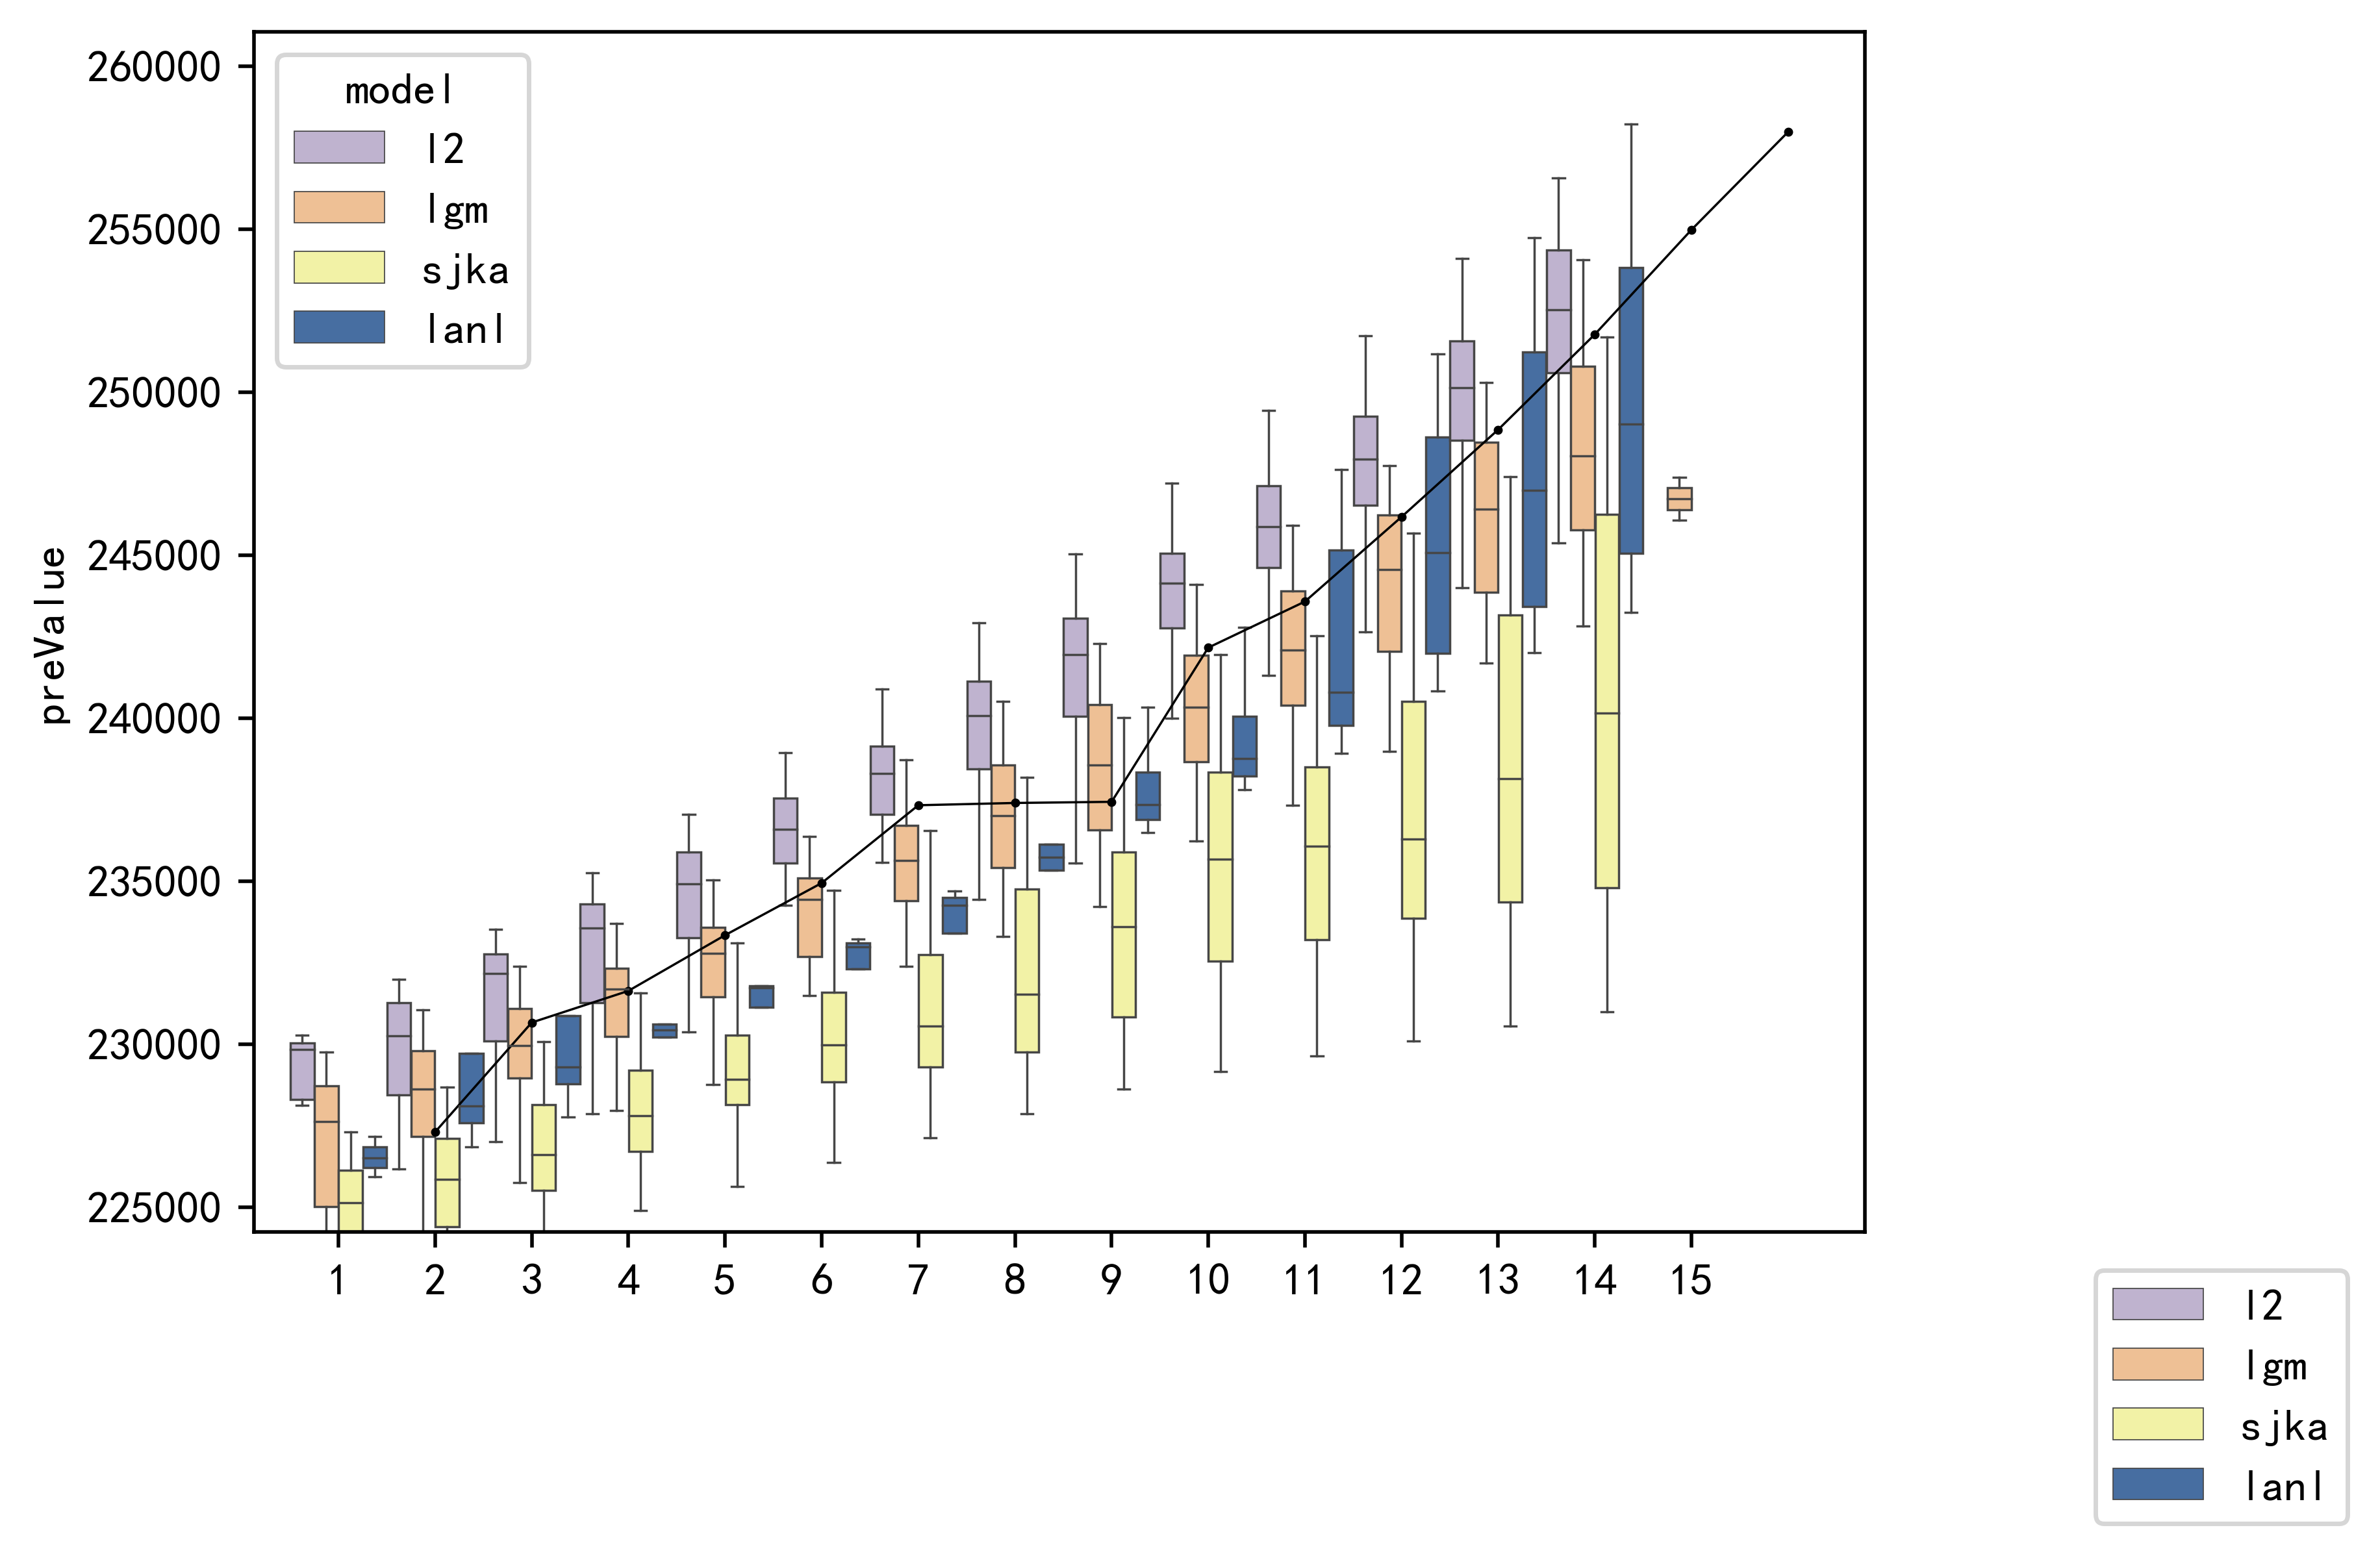 260000
255000
250000
245000
240000
235000
230000
225000
preValue
model
l2
lgm
sjka
lanl
1 2 3 4 5 6 7 8 9 10 11 12 13 14 15
l2
lgm
sjka
lanl